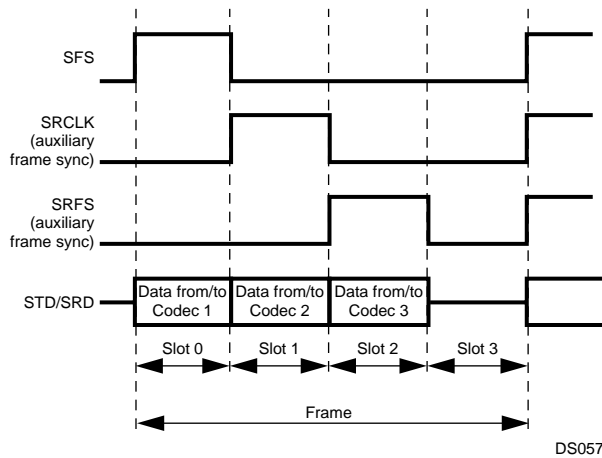 SFS
SRCLK
(auxiliary
frame sync)
SRFS
(auxiliary
frame sync)
STD/SRD
Data from/to
Codec 1
Data from/to
Codec 2
Data from/to
Codec 3
Slot 0
Slot 1
Slot 2
Slot 3
Frame
DS057